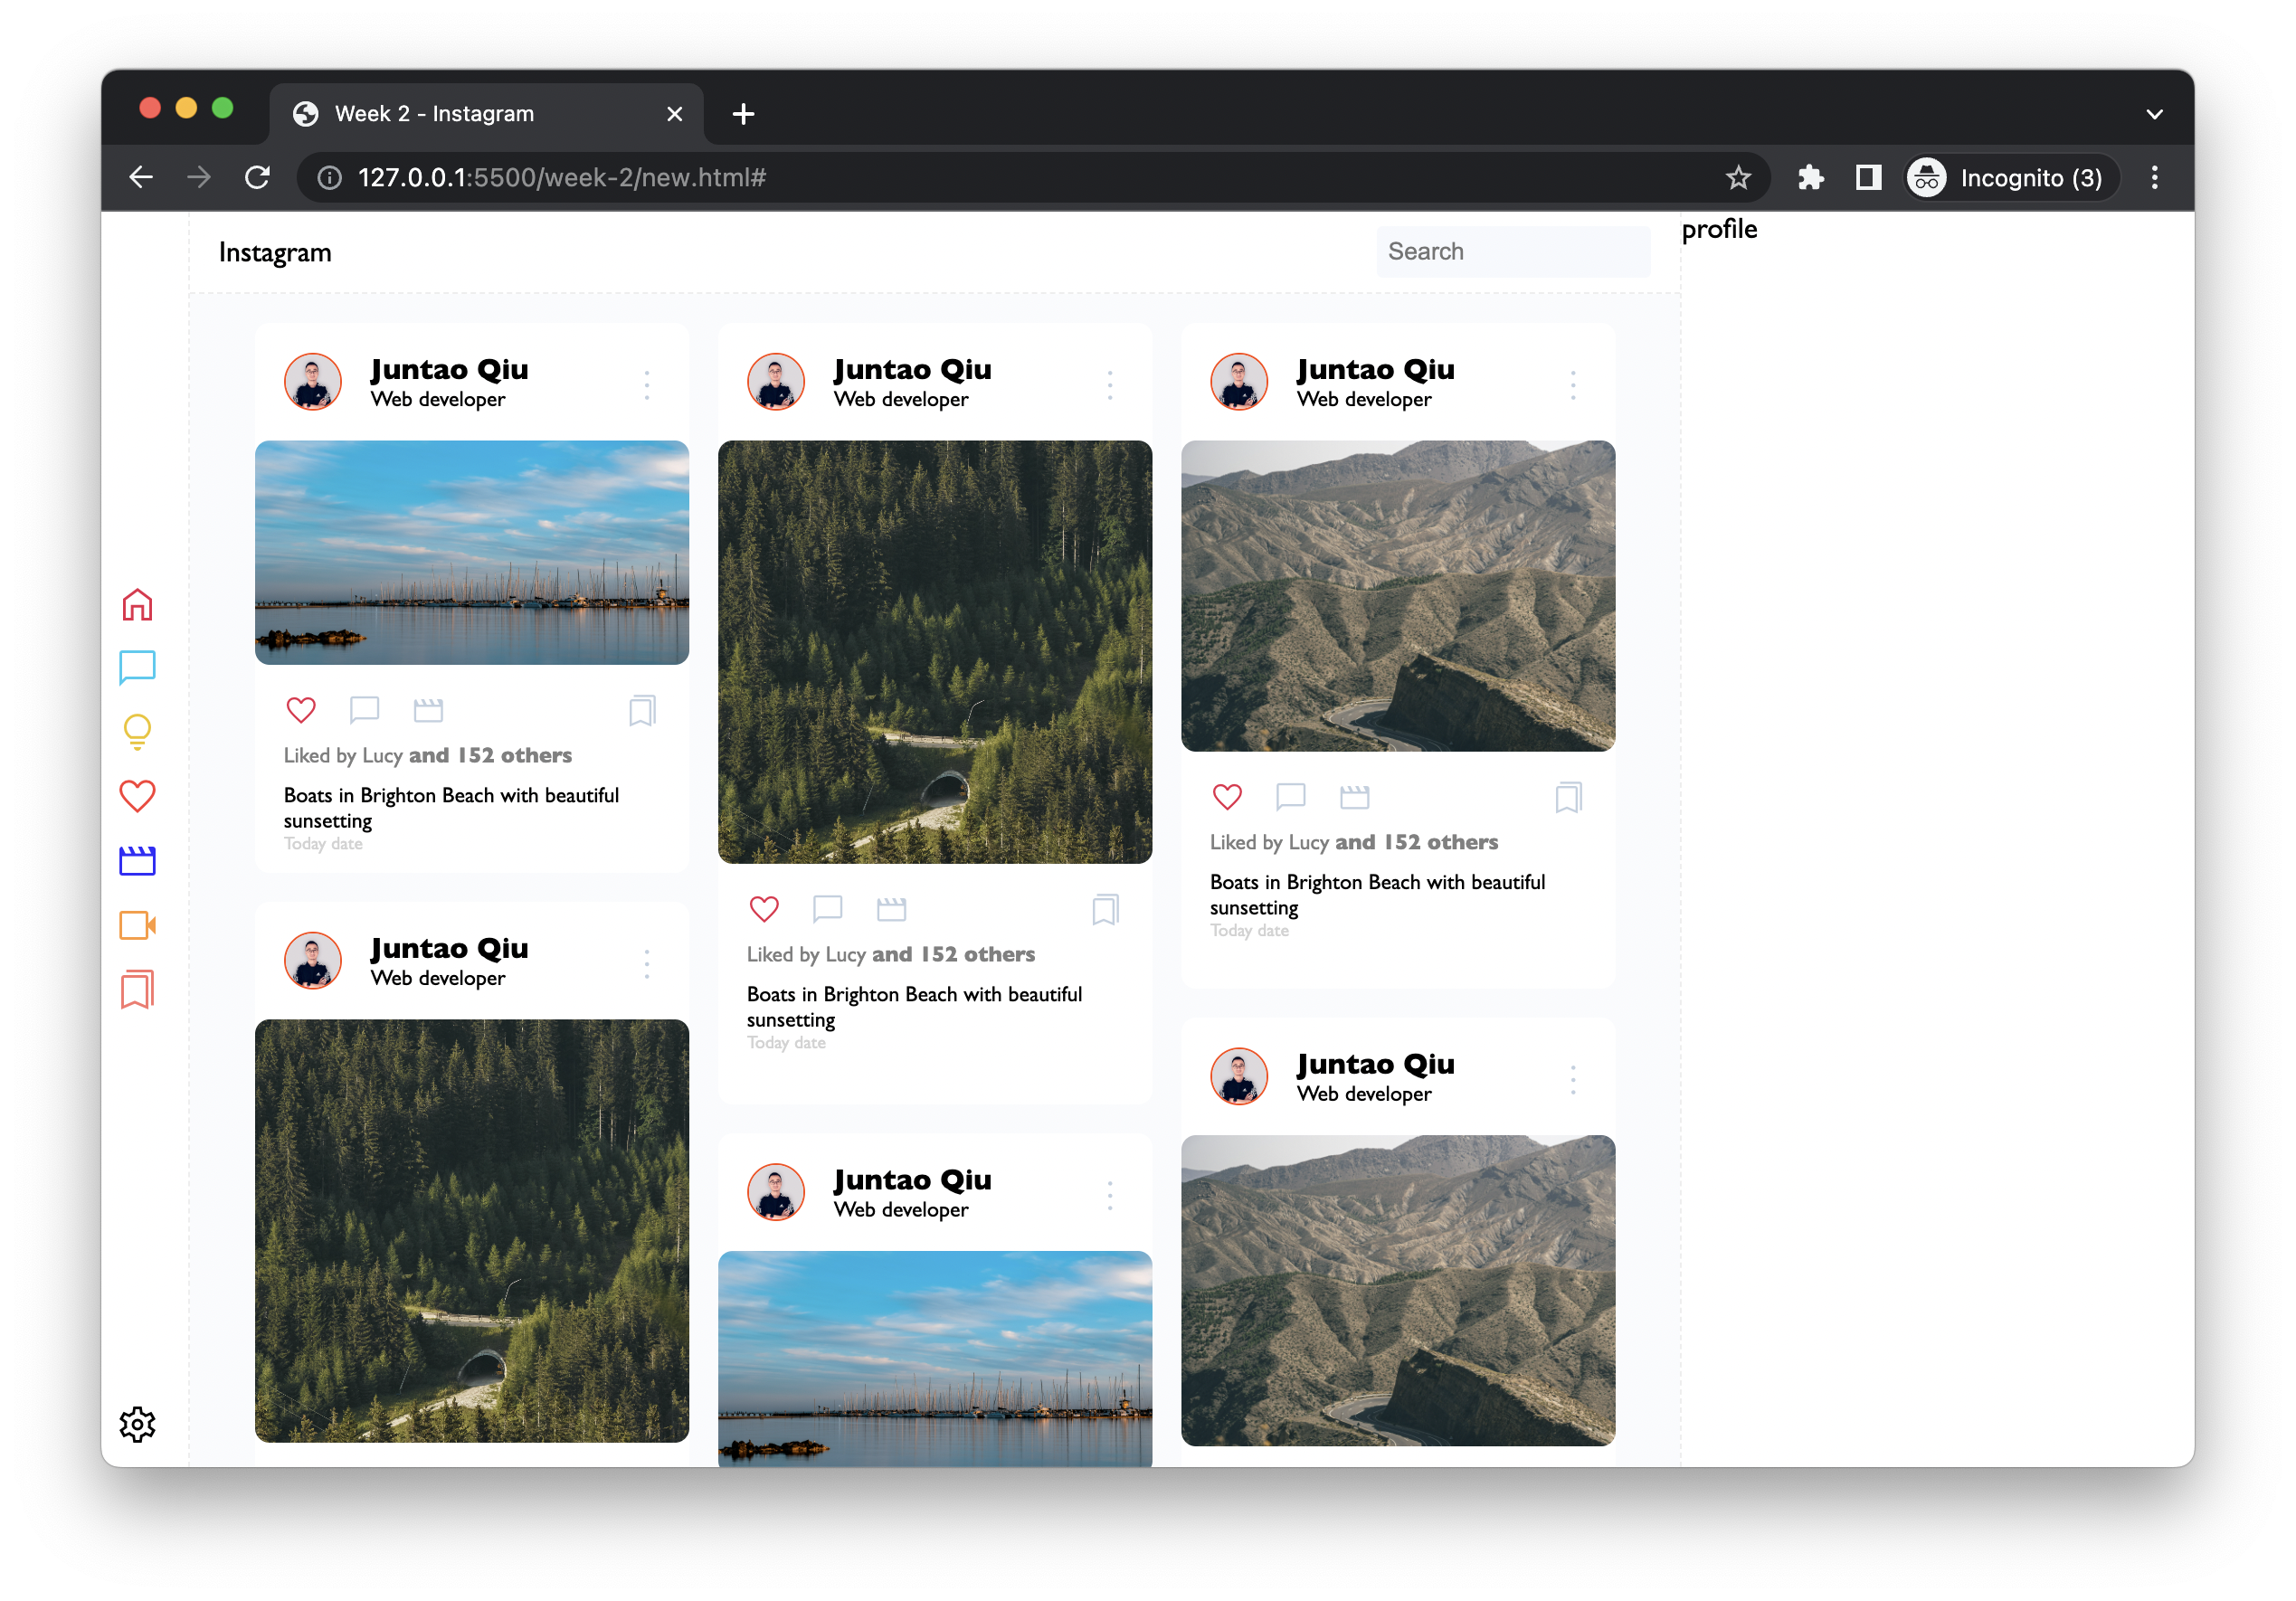 Week 2 - Instagram
127.0.0.1:5500/week-2/new.html#
Incognito (3)
Instagram
Search
profile
Juntao Qiu
Web developer
Liked by Lucy and 152 others
Boats in Brighton Beach with beautiful
sunsetting
Today date
Juntao Qiu
Web developer
Juntao Qiu
Web developer
Liked by Lucy and 152 others
Boats in Brighton Beach with beautiful
sunsetting
Today date
Juntao Qiu
Web developer
Juntao Qiu
Web developer
Liked by Lucy and 152 others
Boats in Brighton Beach with beautiful
sunsetting
Today date
Juntao Qiu
Web developer